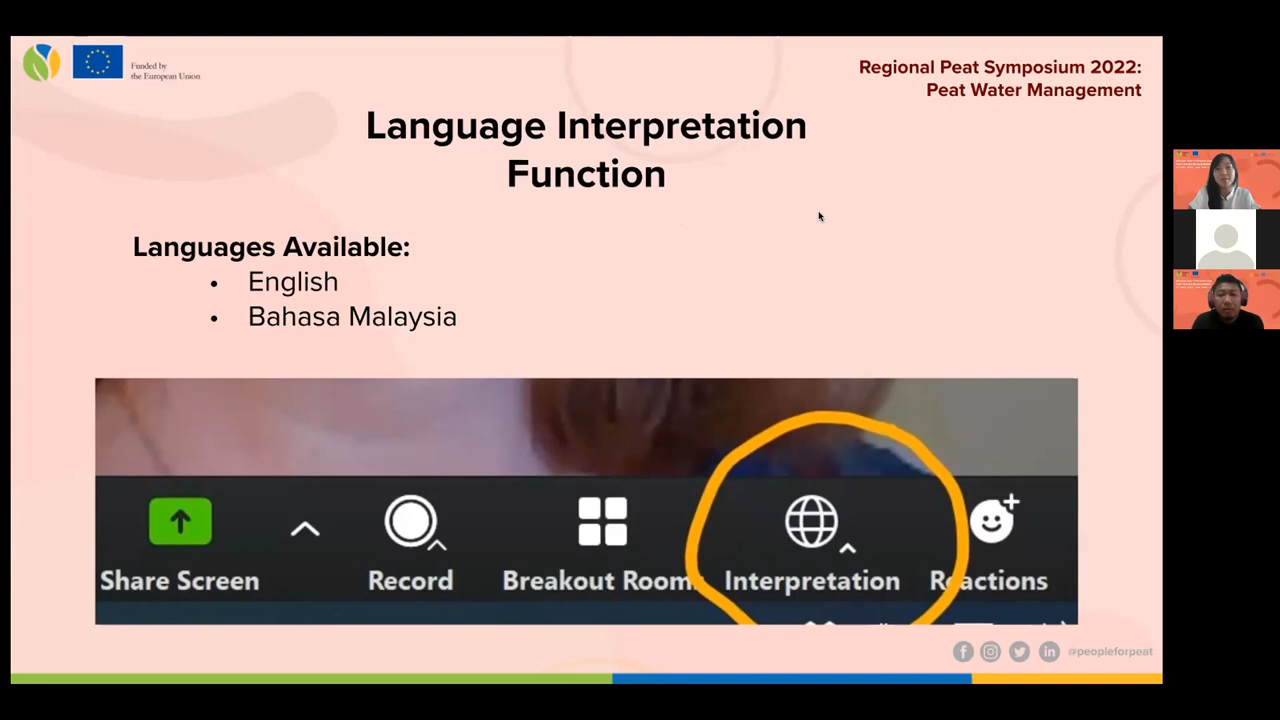 Funded by
the European Union
Regional Peat Symposium 2022:
Peat Water Management
Language Interpretation
Function
Languages Available:
• English
• Bahasa Malaysia
Share Screen
Record
Breakout Room
Interpretation
Reactions
@peopleforpeat